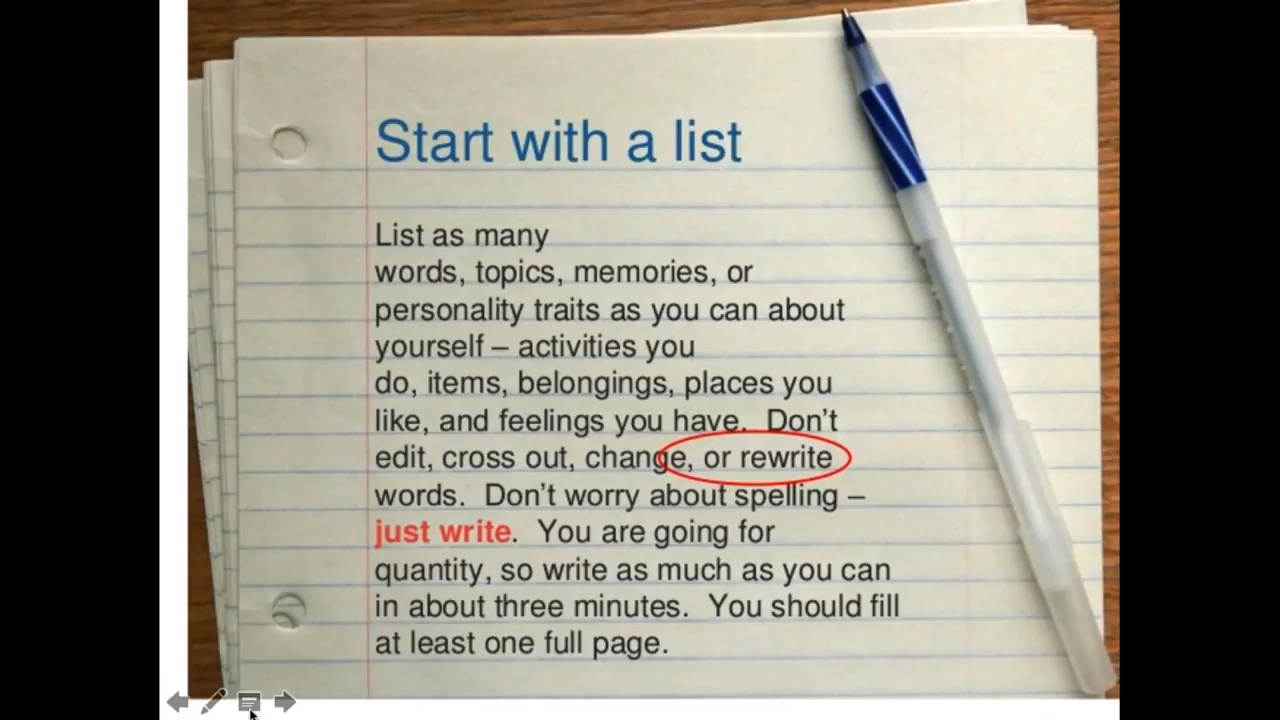 Start with a list
List as many
words, topics, memories, or
personality traits as you can about
yourself – activities you
do, items, belongings, places you
like, and feelings you have.  Don’t
edit, cross out, change, or rewrite
words.  Don’t worry about spelling –
just write.  You are going for
quantity, so write as much as you can
in about three minutes.  You should fill
at least one full page.